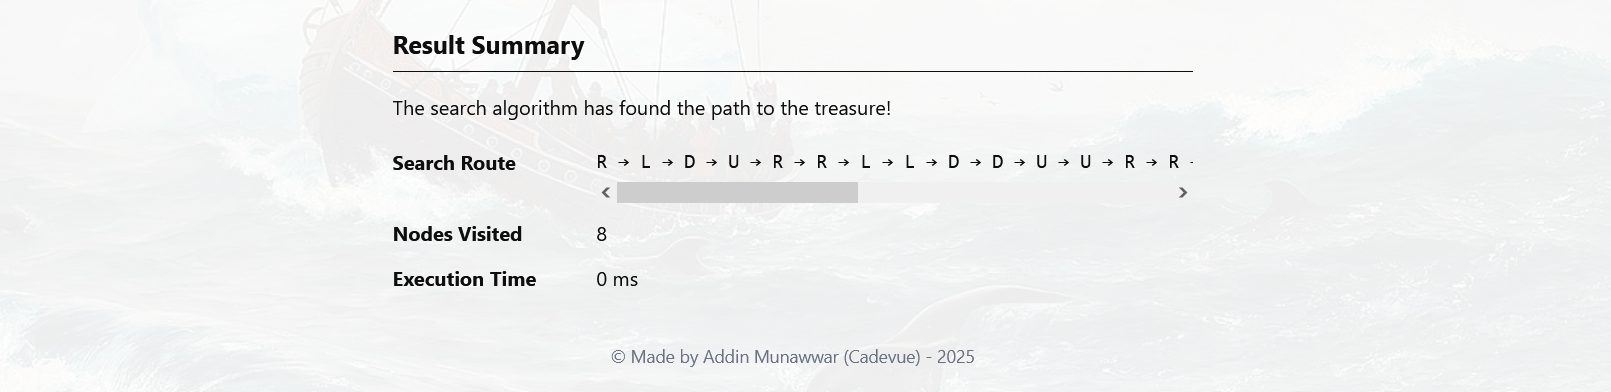 Result Summary
The search algorithm has found the path to the treasure!
Search Route R → L → D → U → R → R → L → L → D → D → U → U → R → R
Nodes Visited 8
Execution Time 0 ms
© Made by Addin Munawwar (Cadevue) - 2025